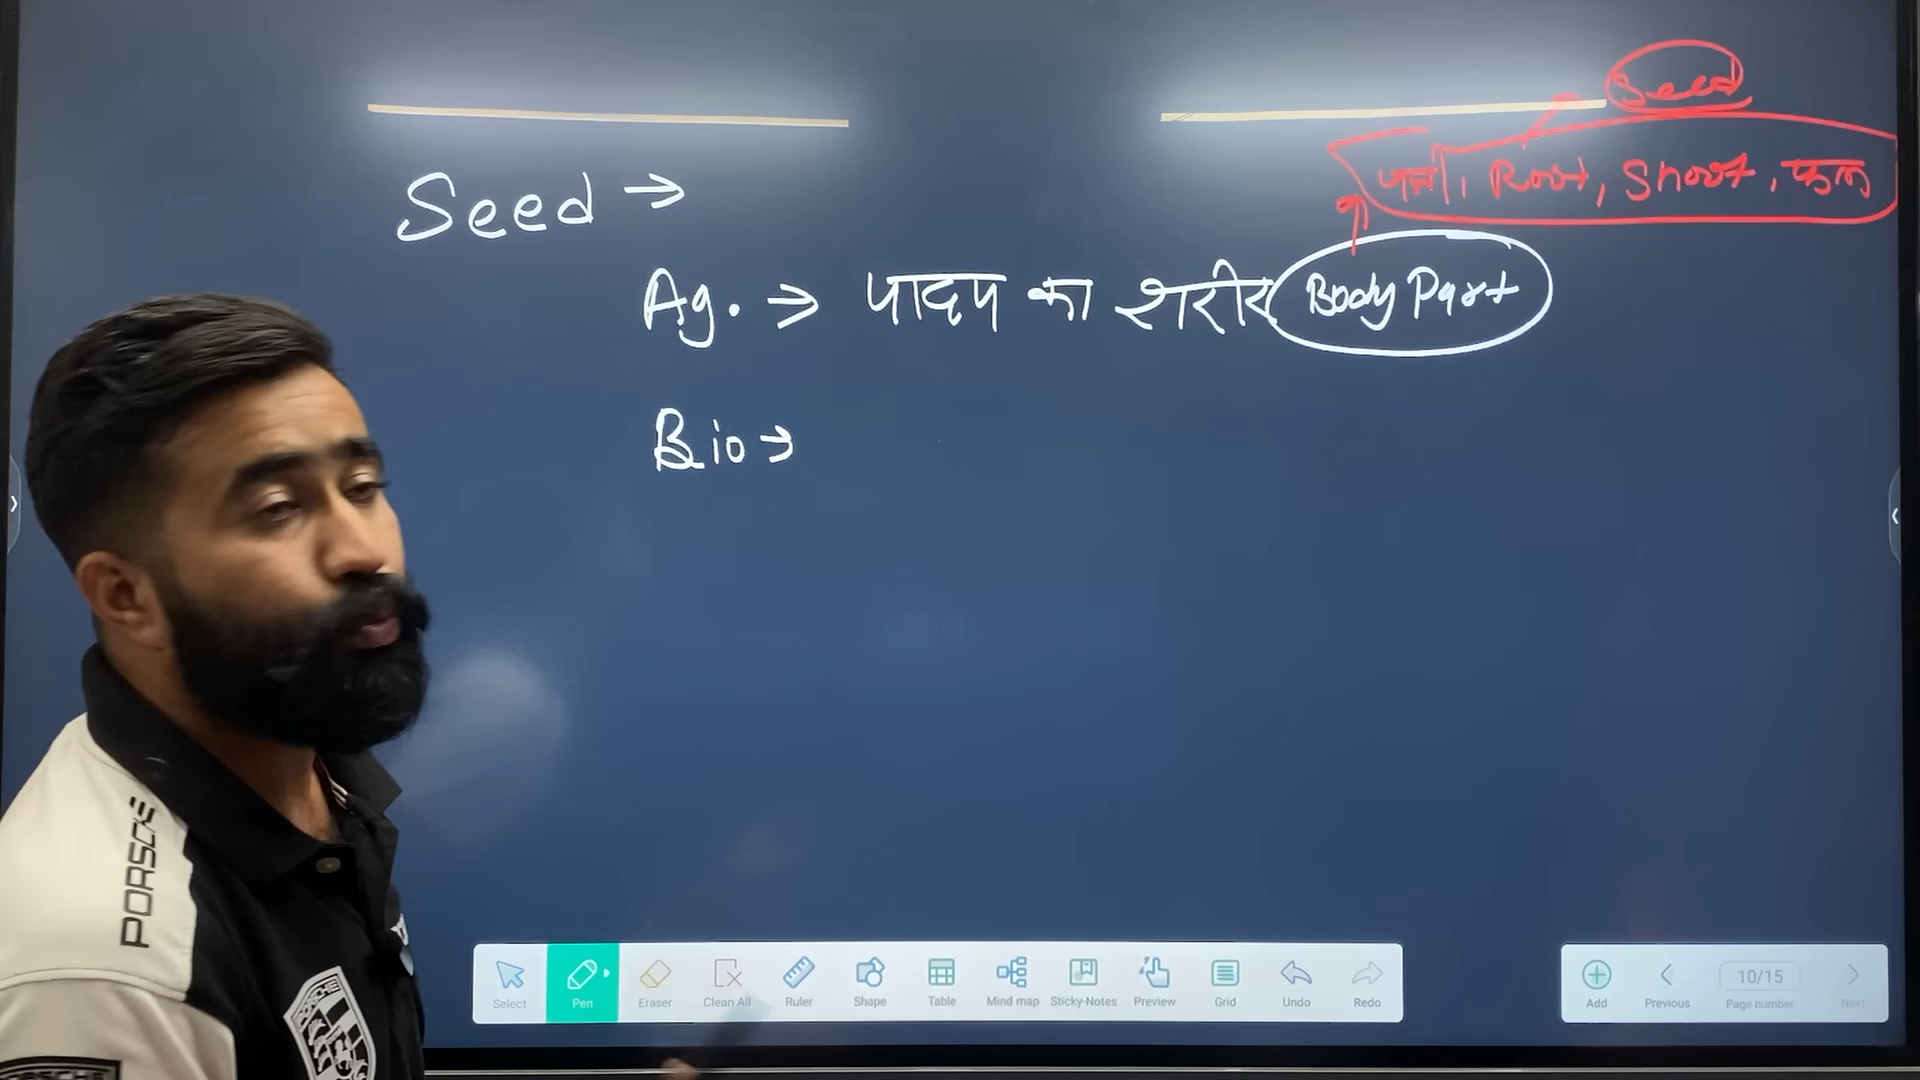 Seed
पत्ती, Root, Shoot, फल
Seed →
Ag. → पादप का शरीर Body Part
Bio →
PORSCHE
PORSCHE
Select Pen Eraser Clean All Ruler Shape Table Mind map Sticky-Notes Preview Grid Undo Redo
Add Previous 10/15 Page number Next